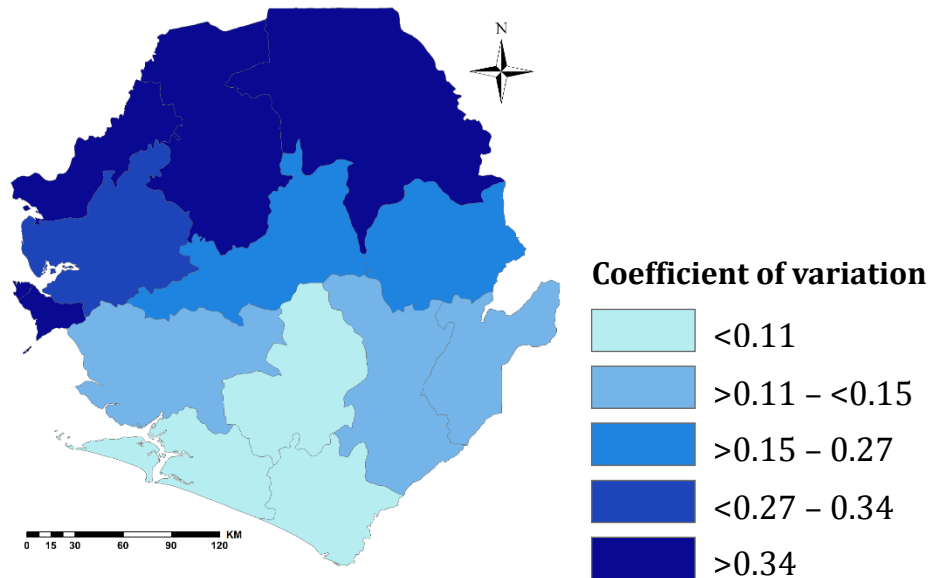 N
Coefficient of variation
<0.11
>0.11 – <0.15
>0.15 – 0.27
<0.27 – 0.34
>0.34
KM
0 15 30 60 90 120